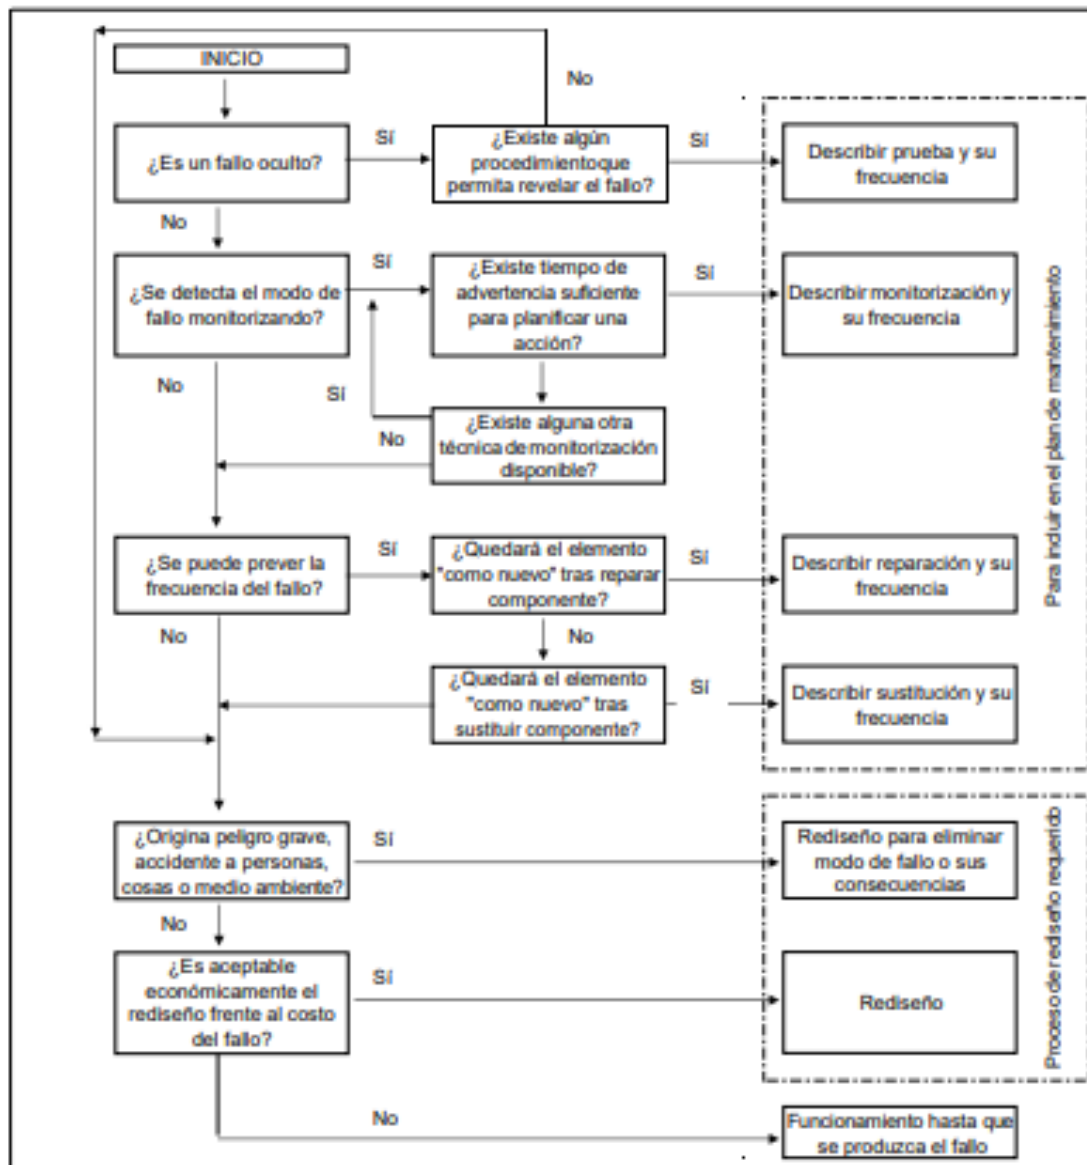 INICIO
No
¿Es un fallo oculto?
Sí
¿Existe algún
procedimientoque
permita revelar el fallo?
Sí
Describir prueba y su
frecuencia
No
¿Se detecta el modo de
fallo monitorizando?
Sí
¿Existe tiempo de
advertencia suficiente
para planificar una
acción?
Sí
Describir monitorización y
su frecuencia
No
Sí
No
¿Existe alguna otra
técnica de monitorización
disponible?
¿Se puede prever la
frecuencia del fallo?
Sí
¿Quedará el elemento
"como nuevo" tras reparar
componente?
Sí
Describir reparación y su
frecuencia
No
No
¿Quedará el elemento
"como nuevo" tras
sustituir componente?
Sí
Describir sustitución y su
frecuencia
Para incluir en el plan de mantenimiento
¿Origina peligro grave,
accidente a personas,
cosas o medio ambiente?
Sí
Rediseño para eliminar
modo de fallo o sus
consecuencias
No
¿Es aceptable
económicamente el
rediseño frente al costo
del fallo?
Sí
Rediseño
Proceso de rediseño requerido
No
Funcionamiento hasta que
se produzca el fallo